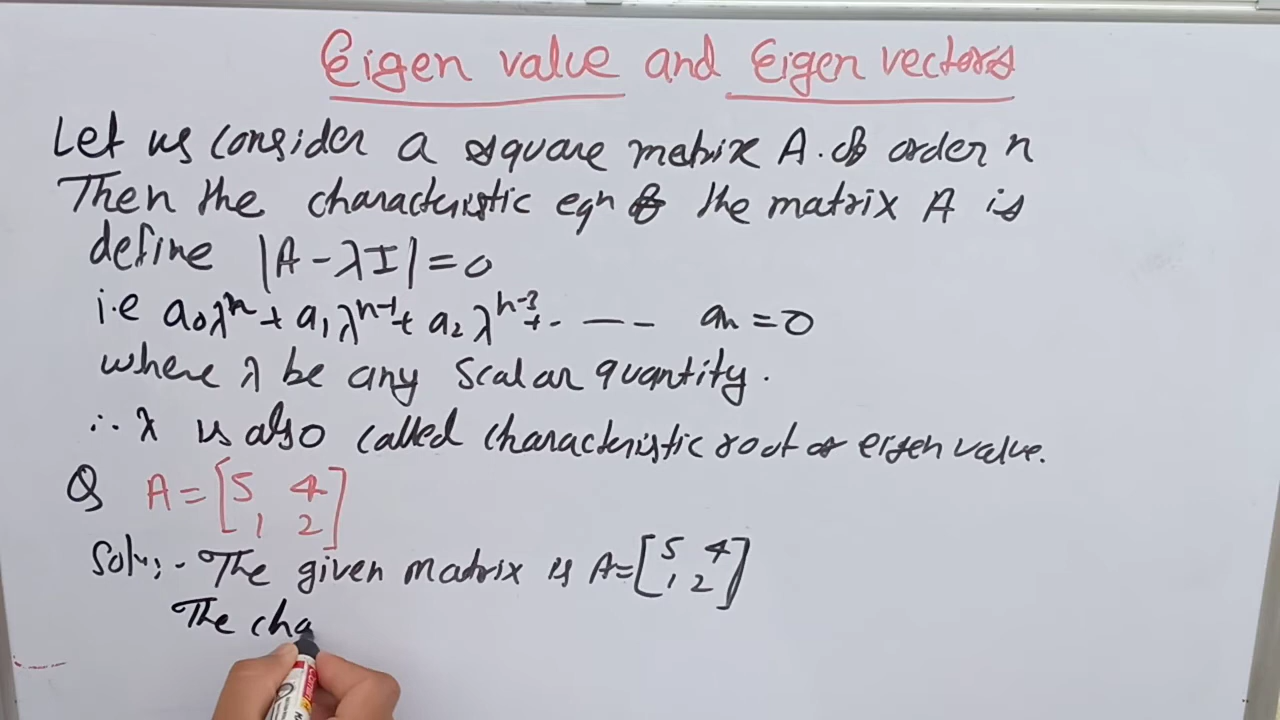 Eigen value and Eigen vectors
Let us consider a square matrix A. of order n
Then the characteristic eqn of the matrix A is
define |A - λI| = 0
i.e a₀λⁿ + a₁λⁿ⁻¹ + a₂λⁿ⁻³ + - - - - aₙ = 0
where λ be any scalar quantity.
∴ λ is also called characteristic root or eigen value.
Q A = [5 4
1 2]
Soln:- The given matrix is A = [5 4
1 2]
The cha